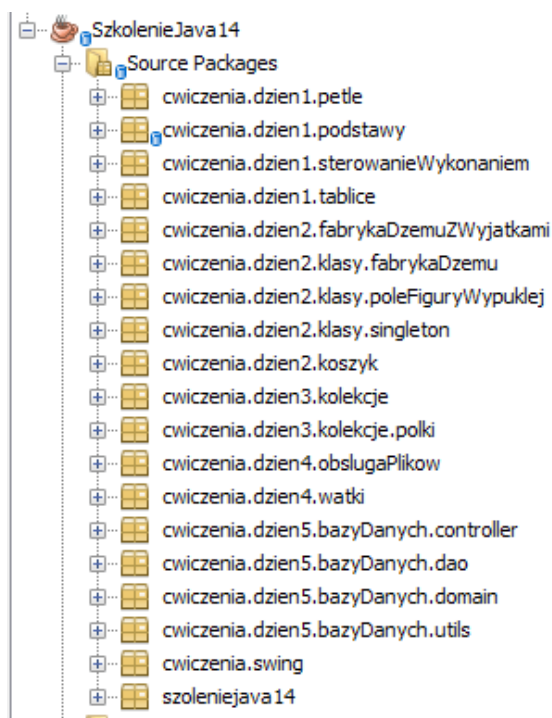 SzkolenieJava14
Source Packages
cwiczenia.dzien1.petle
cwiczenia.dzien1.podstawy
cwiczenia.dzien1.sterowanieWykonaniem
cwiczenia.dzien1.tablice
cwiczenia.dzien2.fabrykaDzemuZWyjatkami
cwiczenia.dzien2.klasy.fabrykaDzemu
cwiczenia.dzien2.klasy.poleFiguryWypuklej
cwiczenia.dzien2.klasy.singleton
cwiczenia.dzien2.koszyk
cwiczenia.dzien3.kolekcje
cwiczenia.dzien3.kolekcje.polki
cwiczenia.dzien4.obslugaPlikow
cwiczenia.dzien4.watki
cwiczenia.dzien5.bazyDanych.controller
cwiczenia.dzien5.bazyDanych.dao
cwiczenia.dzien5.bazyDanych.domain
cwiczenia.dzien5.bazyDanych.utils
cwiczenia.swing
szoleniejava14